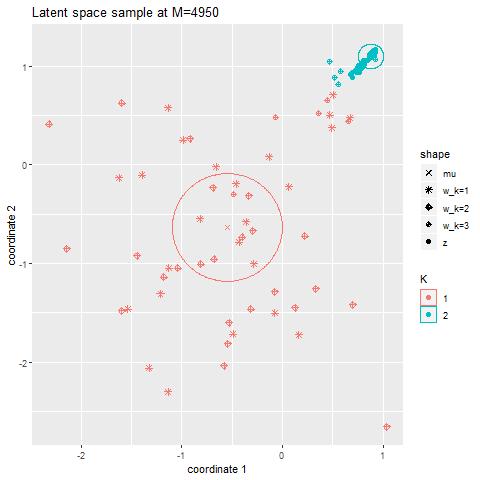 Latent space sample at M=4950
coordinate 2
1
0
-1
-2
-2
-1
0
1
coordinate 1
shape
mu
w_k=1
w_k=2
w_k=3
z
K
1
2